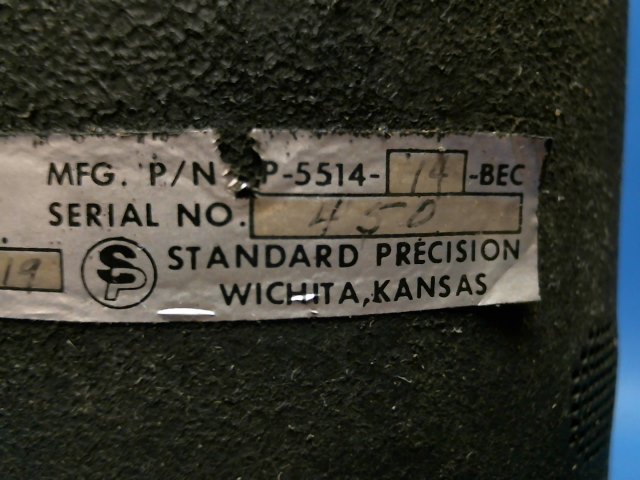 MFG. P/N P-5514-14-BEC
SERIAL NO. 450
19 SP STANDARD PRECISION
WICHITA, KANSAS